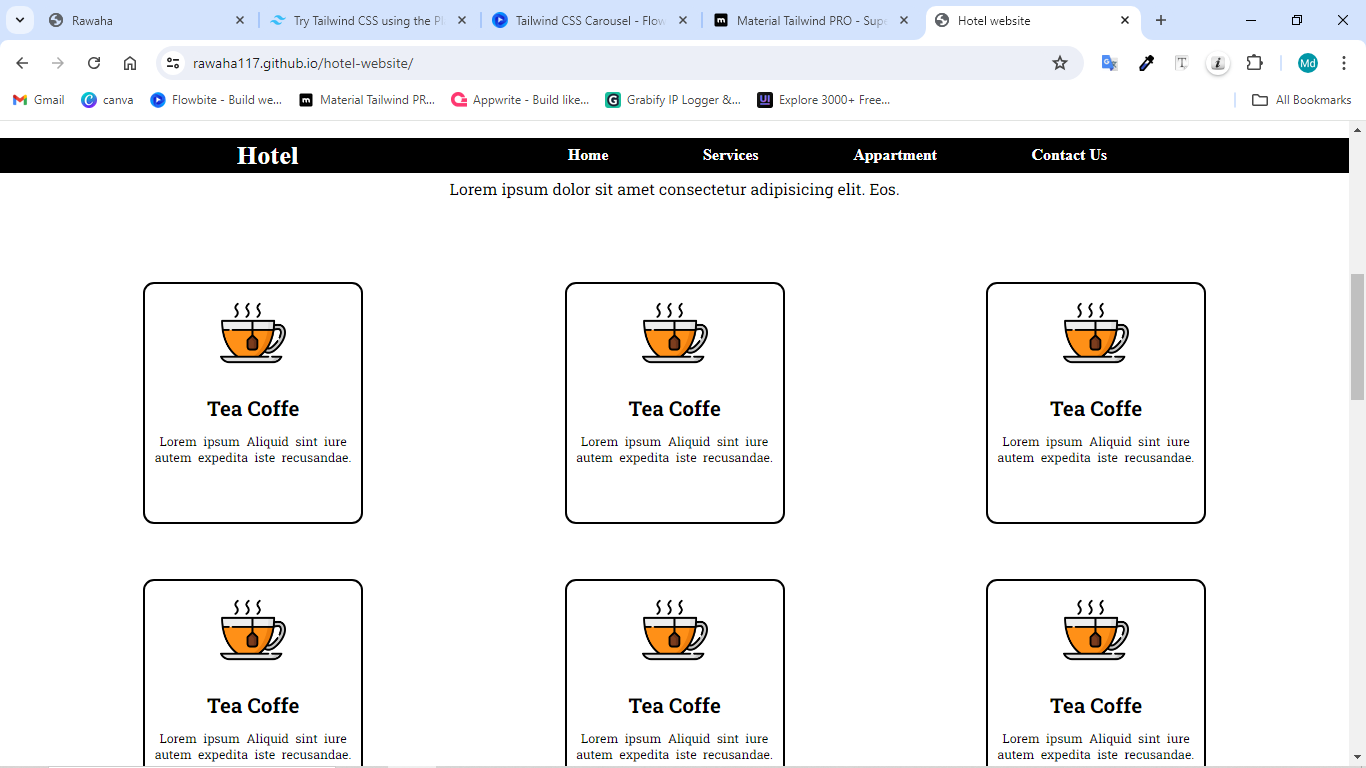 Rawaha
Try Tailwind CSS using the Pl
Tailwind CSS Carousel - Flow
Material Tailwind PRO - Supe
Hotel website
rawaha117.github.io/hotel-website/
Md
Gmail
canva
Flowbite - Build we...
Material Tailwind PR...
Appwrite - Build like...
Grabify IP Logger &...
Explore 3000+ Free...
All Bookmarks
Hotel Home Services Appartment Contact Us
Lorem ipsum dolor sit amet consectetur adipisicing elit. Eos.
Tea Coffe
Lorem ipsum Aliquid sint iure
autem expedita iste recusandae.
Tea Coffe
Lorem ipsum Aliquid sint iure
autem expedita iste recusandae.
Tea Coffe
Lorem ipsum Aliquid sint iure
autem expedita iste recusandae.
Tea Coffe
Lorem ipsum Aliquid sint iure
autem expedita iste recusandae.
Tea Coffe
Lorem ipsum Aliquid sint iure
autem expedita iste recusandae.
Tea Coffe
Lorem ipsum Aliquid sint iure
autem expedita iste recusandae.